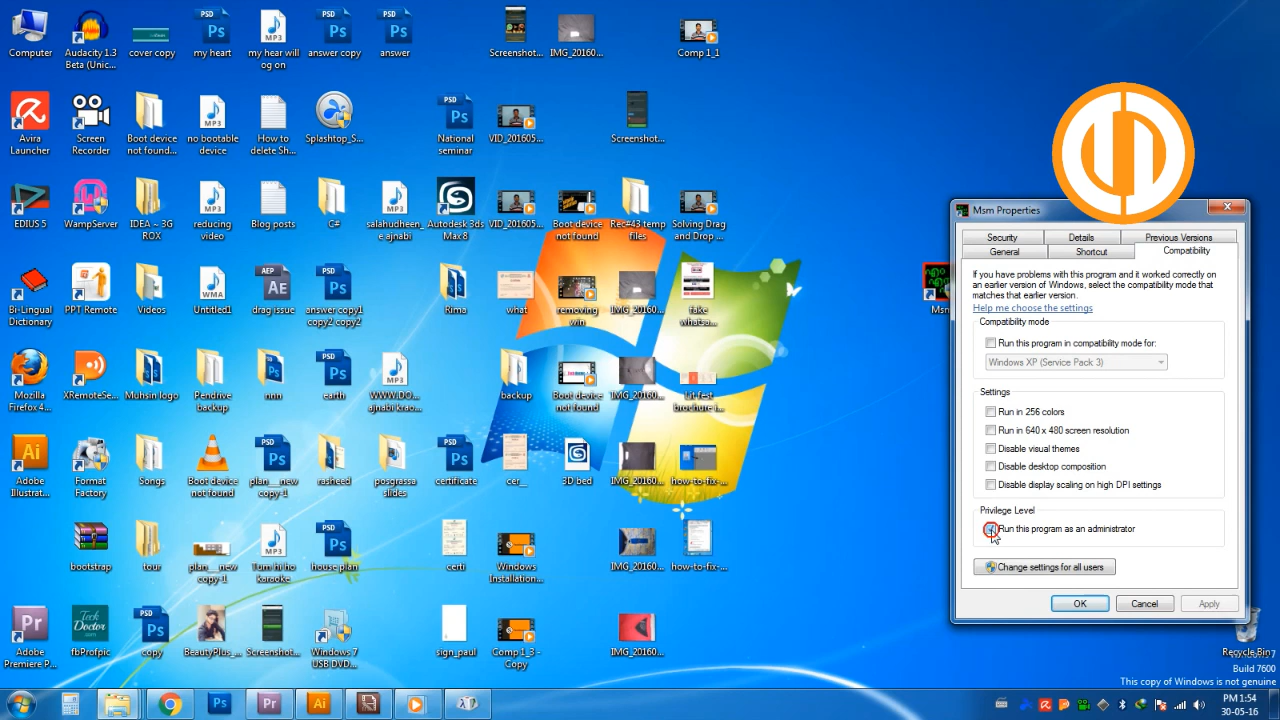 Computer
Audacity 1.3
Beta (Unic...
cover copy
my heart
my hear will
og on
answer copy
answer
Screenshot...
IMG_20160...
Comp 1_1
Avira
Launcher
Screen
Recorder
Boot device
not found...
no bootable
device
How to
delete Sh...
Splashtop_S...
National
seminar
VID_201605...
Screenshot...
EDIUS 5
WampServer
IDEA ~ 3G
ROX
reducing
video
Blog posts
C#
salahudheen_
e ajnabi
Autodesk 3ds
Max 8
VID_201605...
Boot device
not found
Rec#43 temp
files
Solving Drag
and Drop ...
Bi-Lingual
Dictionary
PPT Remote
Videos
Untitled1
drag issue
answer copy1
copy2 copy2
Rima
what
removing
win
IMG_20160...
fake
whatsa...
Mozilla
Firefox 4...
XRemoteSe...
Muhsin logo
Pendrive
backup
nnn
earth
WWW.DO...
ajnabi krao...
backup
Boot device
not found
IMG_20160...
Lit-fest
brochure i...
Adobe
Illustrat...
Format
Factory
Songs
Boot device
not found
plan__new
copy-1
rasheed
posgrassa
slides
certificate
cer__
3D bed
IMG_20160...
how-to-fix-...
bootstrap
tour
plan__new
copy-1
Tum hi ho
karaoke
house plan
certi
Windows
Installation...
IMG_20160...
how-to-fix-...
Adobe
Premiere P...
fbProfpic
copy
BeautyPlus_...
Screenshot...
Windows 7
USB DVD...
sign_paul
Comp 1_3 -
Copy
IMG_20160...
Msm
Msm Properties
Security
Details
Previous Versions
General
Shortcut
Compatibility
If you have problems with this program and it worked correctly on
an earlier version of Windows, select the compatibility mode that
matches that earlier version.
Help me choose the settings
Compatibility mode
Run this program in compatibility mode for:
Windows XP (Service Pack 3)
Settings
Run in 256 colors
Run in 640 x 480 screen resolution
Disable visual themes
Disable desktop composition
Disable display scaling on high DPI settings
Privilege Level
Run this program as an administrator
Change settings for all users
OK
Cancel
Apply
Recycle Bin
Build 7600
This copy of Windows is not genuine
PM 1:54
30-05-16